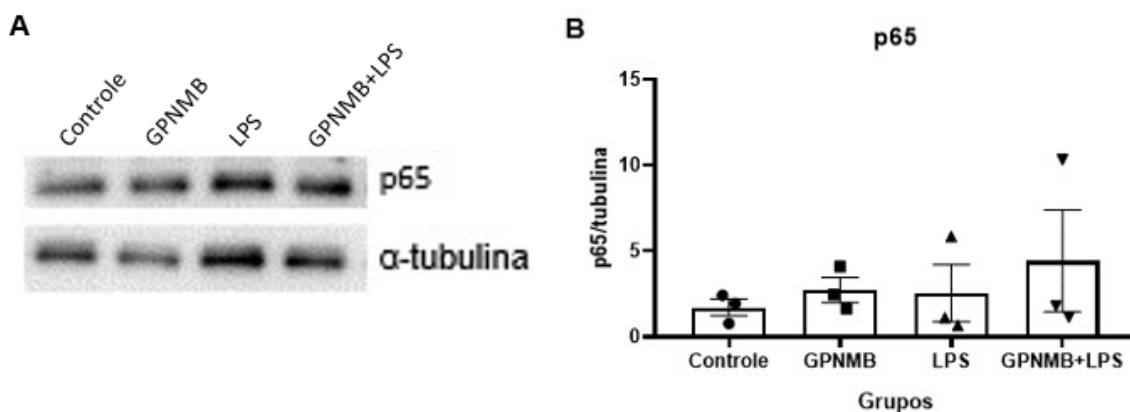 A
Controle
GPNMB
LPS
GPNMB+LPS
p65
α-tubulina
B
p65
p65/tubulina
15
10
5
0
Controle
GPNMB
LPS
GPNMB+LPS
Grupos